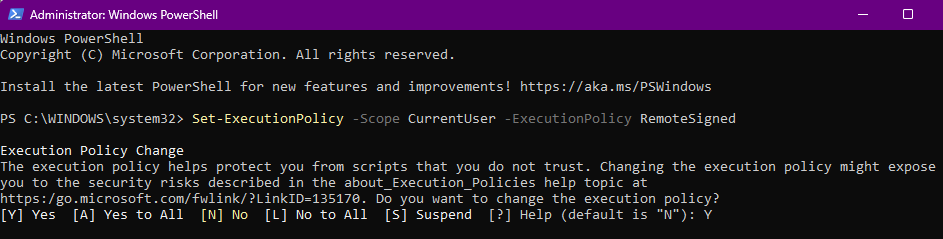 Administrator: Windows PowerShell
Windows PowerShell
Copyright (C) Microsoft Corporation. All rights reserved.
Install the latest PowerShell for new features and improvements! https://aka.ms/PSWindows
PS C:\WINDOWS\system32> Set-ExecutionPolicy -Scope CurrentUser -ExecutionPolicy RemoteSigned
Execution Policy Change
The execution policy helps protect you from scripts that you do not trust. Changing the execution policy might expose
you to the security risks described in the about_Execution_Policies help topic at
https:/go.microsoft.com/fwlink/?LinkID=135170. Do you want to change the execution policy?
[Y] Yes  [A] Yes to All  [N] No  [L] No to All  [S] Suspend  [?] Help (default is "N"): Y